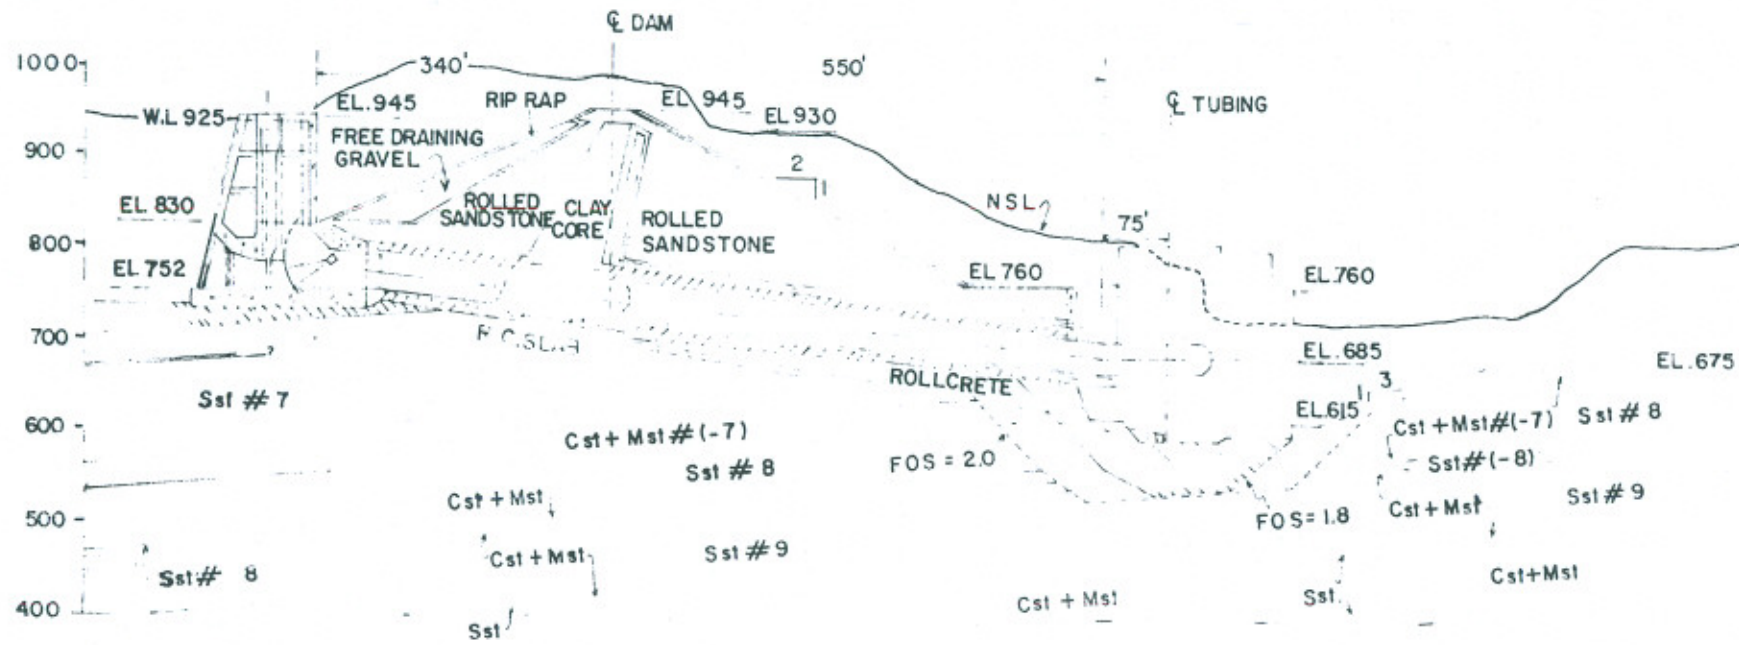 ℄ DAM
1000
340'
550'
EL.945
RIP RAP
EL 945
℄ TUBING
W.L 925
EL 930
FREE DRAINING
GRAVEL
900
2
1
EL 830
ROLLED
SANDSTONE
CLAY
CORE
ROLLED
SANDSTONE
NSL
75'
800
EL 752
EL 760
EL.760
700
R.C.SLAB
EL.685
EL.675
ROLLCRETE
Sst # 7
1
3
EL.615
600
Cst + Mst#(-7)
Cst + Mst#(-7)
Sst # 8
Sst # 8
FOS = 2.0
Sst#(-8)
Cst + Mst
Sst # 9
500
Cst + Mst
FOS = 1.8
Cst + Mst
Sst # 9
Sst # 8
Cst+Mst
400
Cst + Mst
Sst
Sst